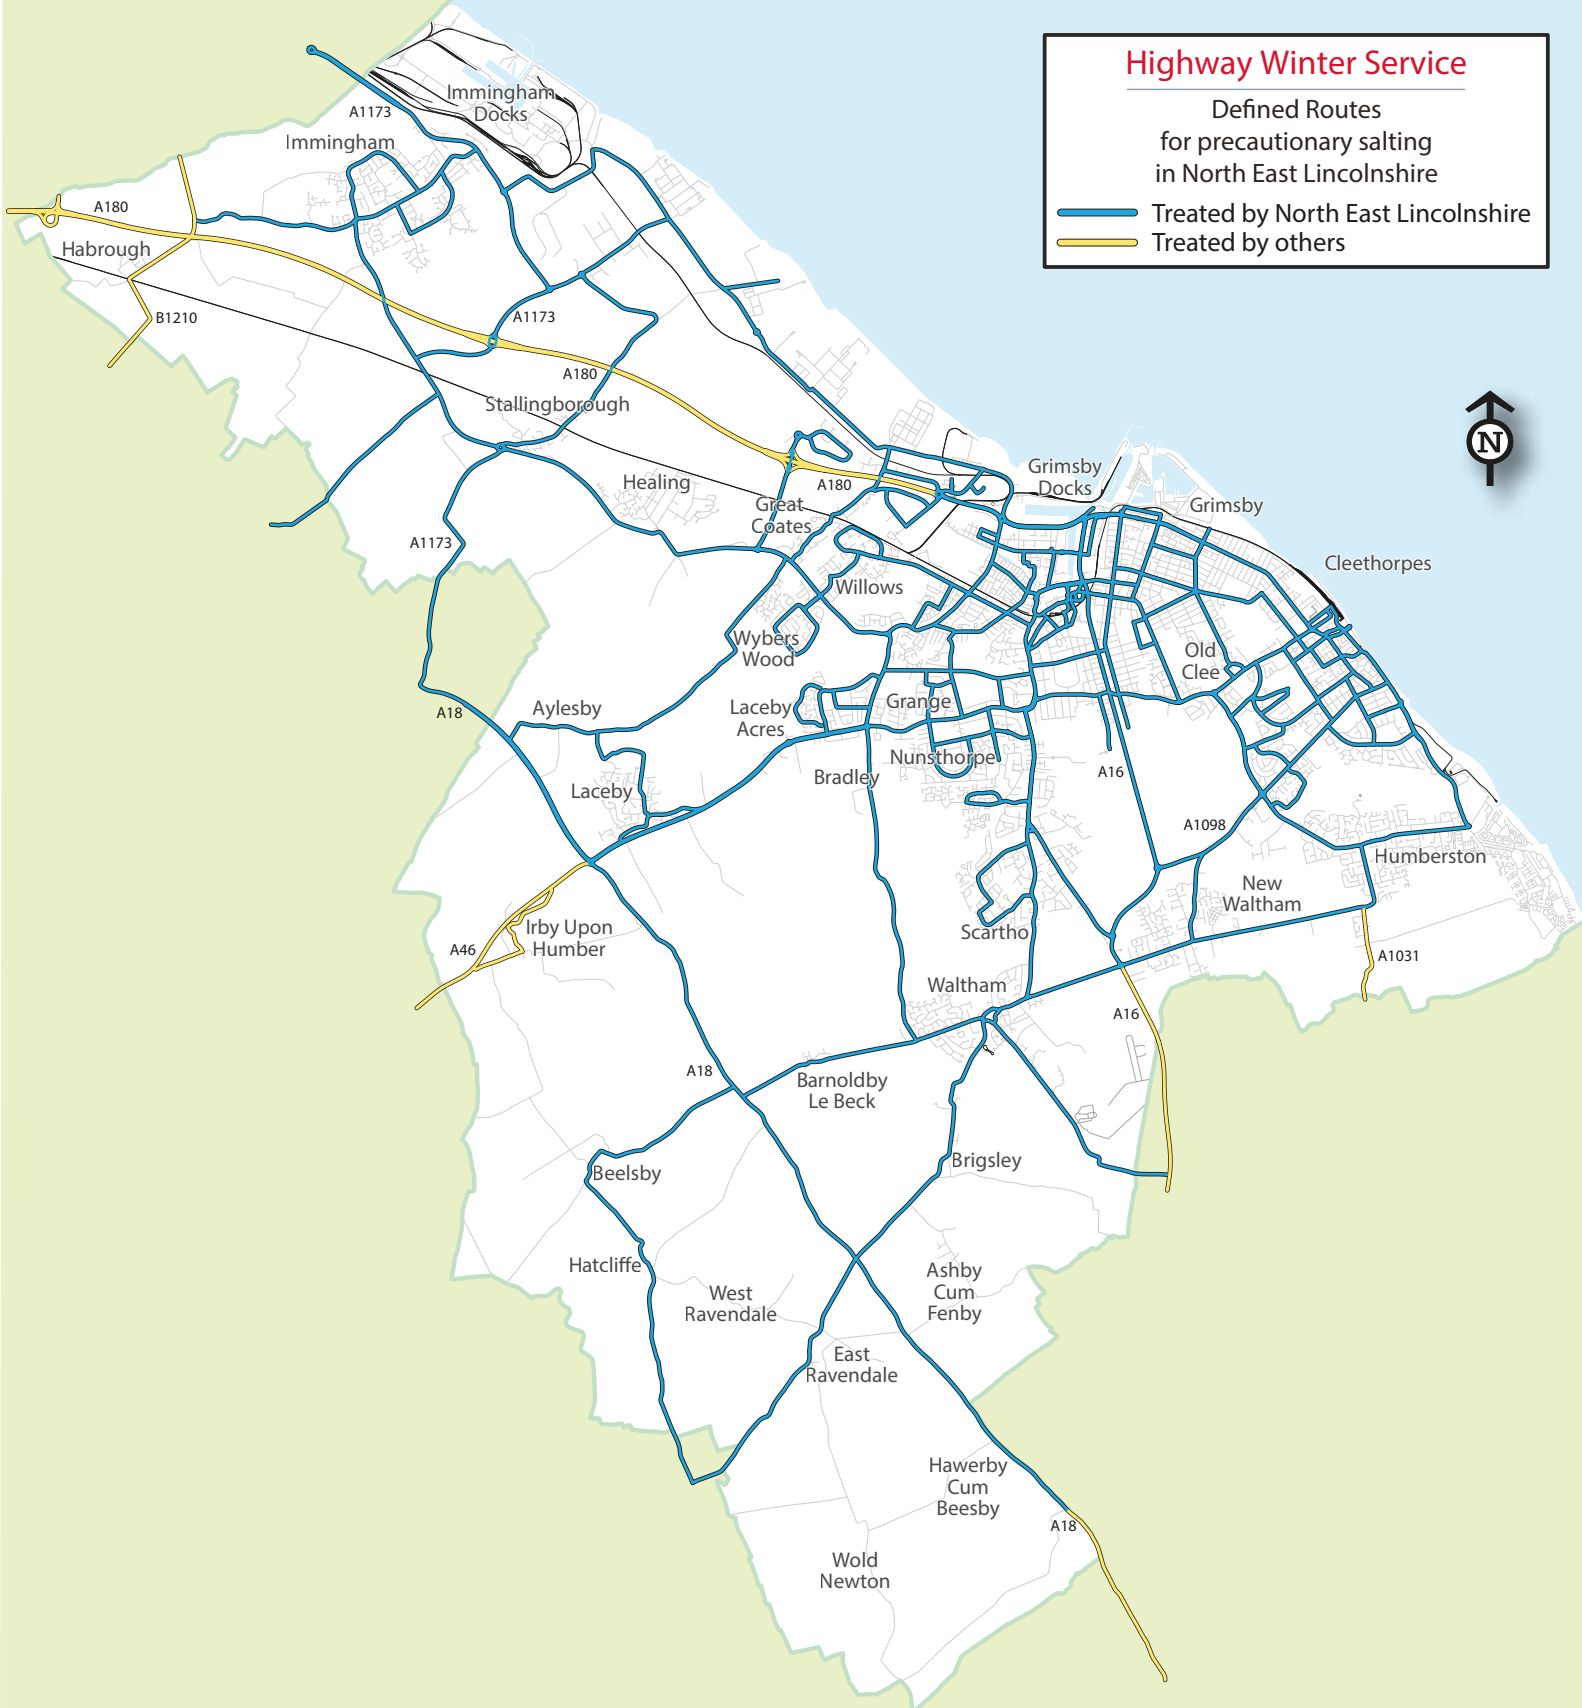 Highway Winter Service
Defined Routes
for precautionary salting
in North East Lincolnshire
Treated by North East Lincolnshire
Treated by others
Immingham
Docks
A1173
Immingham
A180
Habrough
B1210
A1173
A180
Stallingborough
Healing
A180
Great
Coates
Grimsby
Docks
Grimsby
N
Cleethorpes
A1173
Willows
Wybers
Wood
Old
Clee
A18
Aylesby
Laceby
Acres
Grange
Nunsthorpe
Bradley
A16
Laceby
A1098
Humberston
New
Waltham
Irby Upon
Humber
A46
Scartho
A1031
Waltham
A16
A18
Barnoldby
Le Beck
Beelsby
Brigsley
Hatcliffe
West
Ravendale
Ashby
Cum
Fenby
East
Ravendale
Hawerby
Cum
Beesby
A18
Wold
Newton